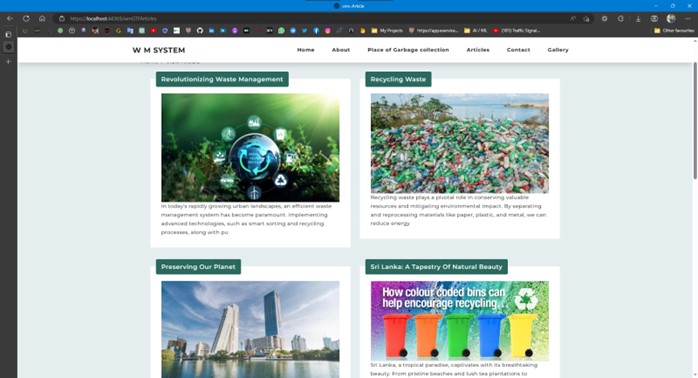 wm Article
https://localhost:44365/wmGTFArticles
My Projects
AI / ML
(101) Traffic Signal...
Other favourites
W M SYSTEM
Home
About
Place of Garbage collection
Articles
Contact
Gallery
Revolutionizing Waste Management
In today's rapidly growing urban landscapes, an efficient waste
management system has become paramount. Implementing
advanced technologies, such as smart sorting and recycling
processes, along with pu
Recycling Waste
Recycling waste plays a pivotal role in conserving valuable
resources and mitigating environmental impact. By separating
and reprocessing materials like paper, plastic, and metal, we can
reduce energy
Preserving Our Planet
Sri Lanka: A Tapestry Of Natural Beauty
How colour coded bins can
help encourage recycling...
Sri Lanka, a tropical paradise, captivates with its breathtaking
beauty. From pristine beaches and lush tea plantations to